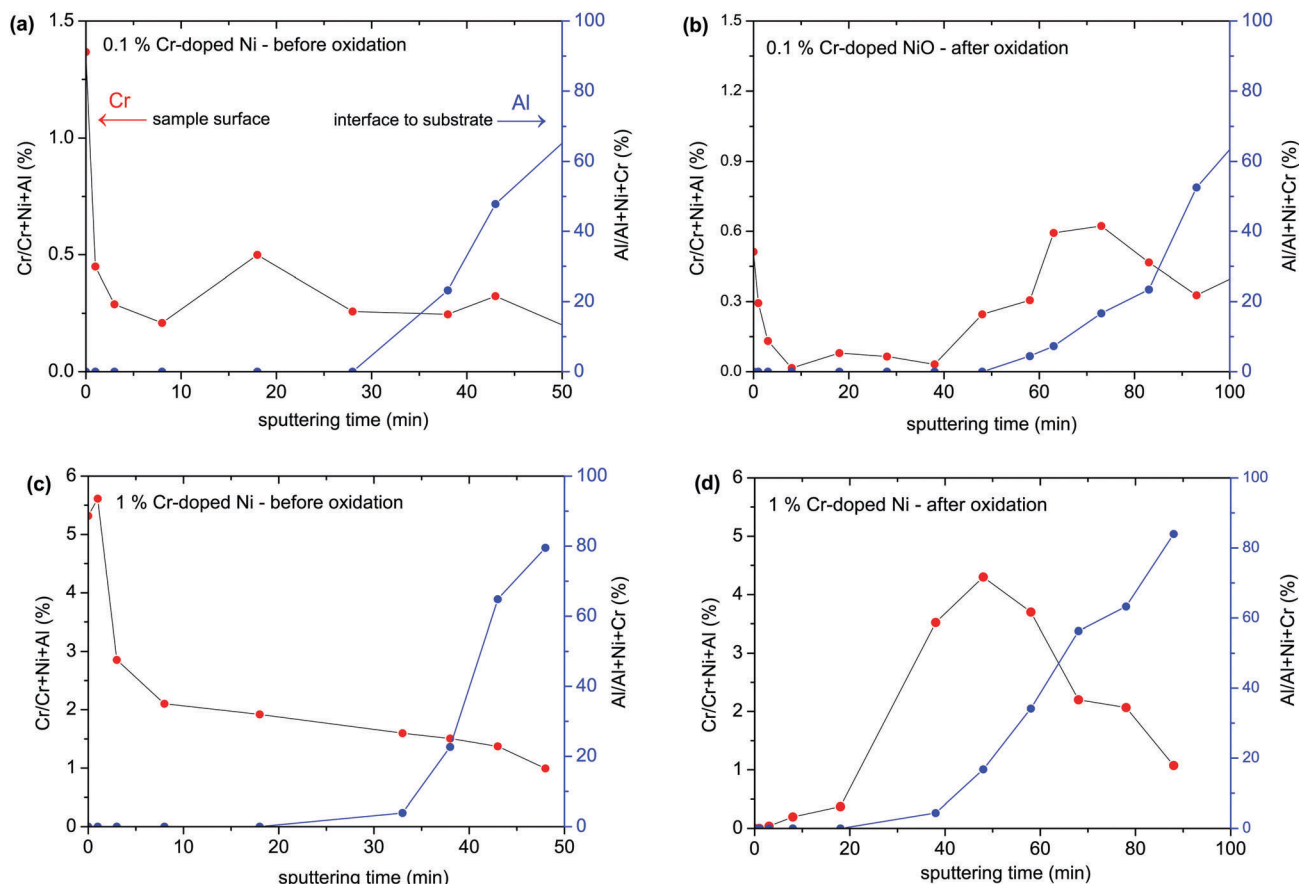 (a)
0.1 % Cr-doped Ni - before oxidation
Cr
sample surface
interface to substrate
Al
1.5
1.0
0.5
0.0
Cr/Cr+Ni+Al (%)
100
80
60
40
20
0
Al/Al+Ni+Cr (%)
0 10 20 30 40 50
sputtering time (min)
(b)
0.1 % Cr-doped NiO - after oxidation
1.5
1.2
0.9
0.6
0.3
0.0
Cr/Cr+Ni+Al (%)
100
80
60
40
20
0
Al/Al+Ni+Cr (%)
0 20 40 60 80 100
sputtering time (min)
(c)
1 % Cr-doped Ni - before oxidation
6
5
4
3
2
1
0
Cr/Cr+Ni+Al (%)
100
80
60
40
20
0
Al/Al+Ni+Cr (%)
0 10 20 30 40 50
sputtering time (min)
(d)
1 % Cr-doped Ni - after oxidation
6
5
4
3
2
1
0
Cr/Cr+Ni+Al (%)
100
80
60
40
20
0
Al/Al+Ni+Cr (%)
0 20 40 60 80 100
sputtering time (min)